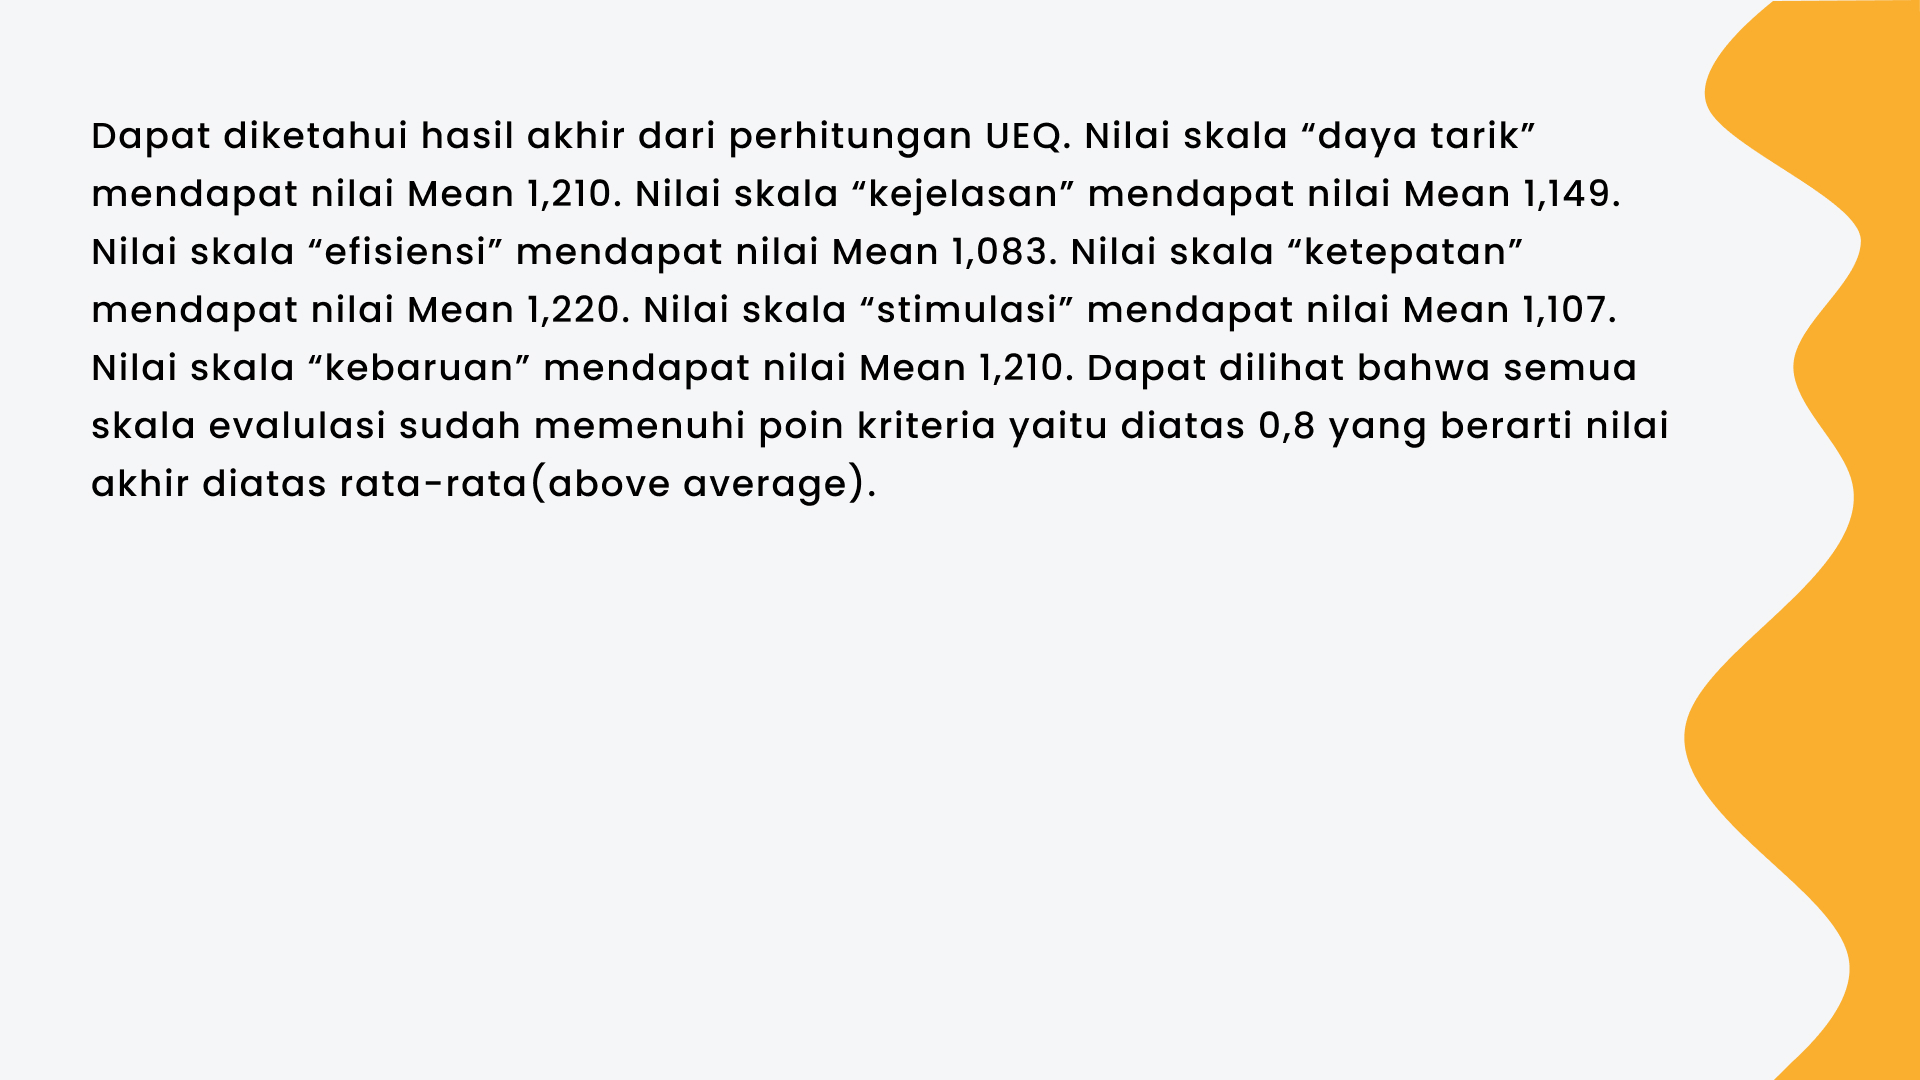 Dapat diketahui hasil akhir dari perhitungan UEQ. Nilai skala “daya tarik”
mendapat nilai Mean 1,210. Nilai skala “kejelasan” mendapat nilai Mean 1,149.
Nilai skala “efisiensi” mendapat nilai Mean 1,083. Nilai skala “ketepatan”
mendapat nilai Mean 1,220. Nilai skala “stimulasi” mendapat nilai Mean 1,107.
Nilai skala “kebaruan” mendapat nilai Mean 1,210. Dapat dilihat bahwa semua
skala evalulasi sudah memenuhi poin kriteria yaitu diatas 0,8 yang berarti nilai
akhir diatas rata-rata(above average).